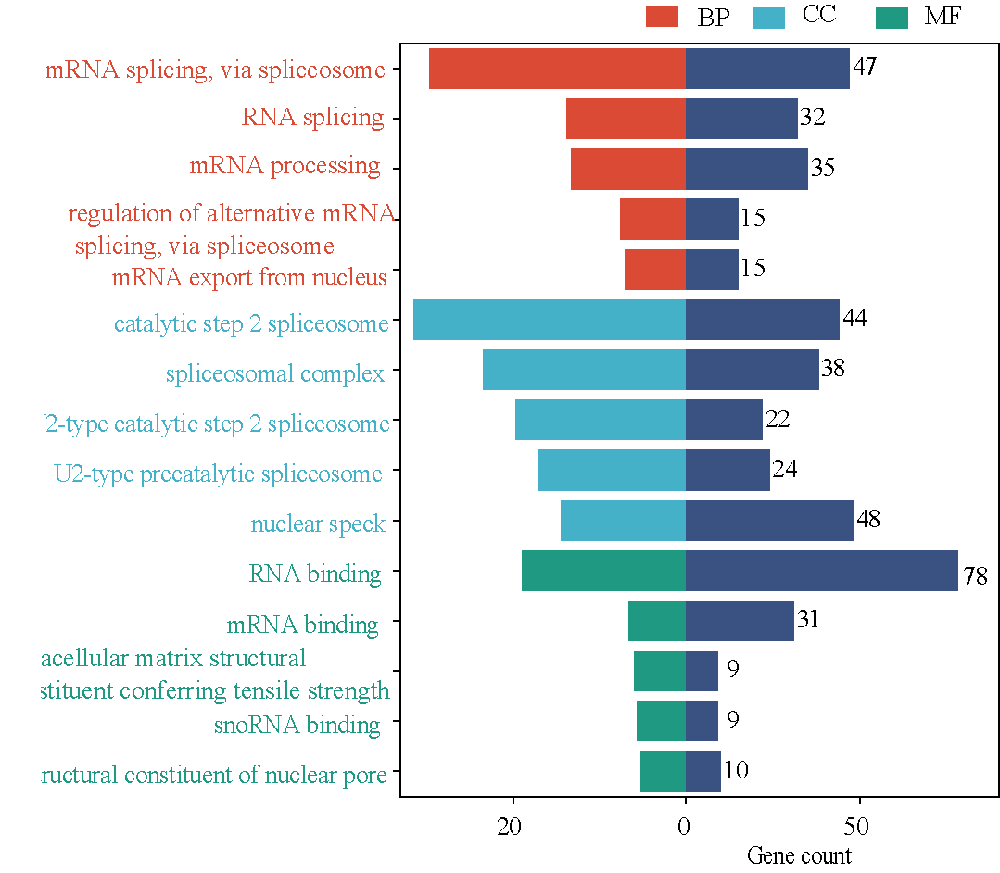 BP CC MF
mRNA splicing, via spliceosome 47
RNA splicing 32
mRNA processing 35
regulation of alternative mRNA 15
splicing, via spliceosome
mRNA export from nucleus 15
catalytic step 2 spliceosome 44
spliceosomal complex 38
2-type catalytic step 2 spliceosome 22
U2-type precatalytic spliceosome 24
nuclear speck 48
RNA binding 78
mRNA binding 31
acellular matrix structural
9
stituent conferring tensile strength
snoRNA binding 9
ructural constituent of nuclear pore 10
20 0 50
Gene count